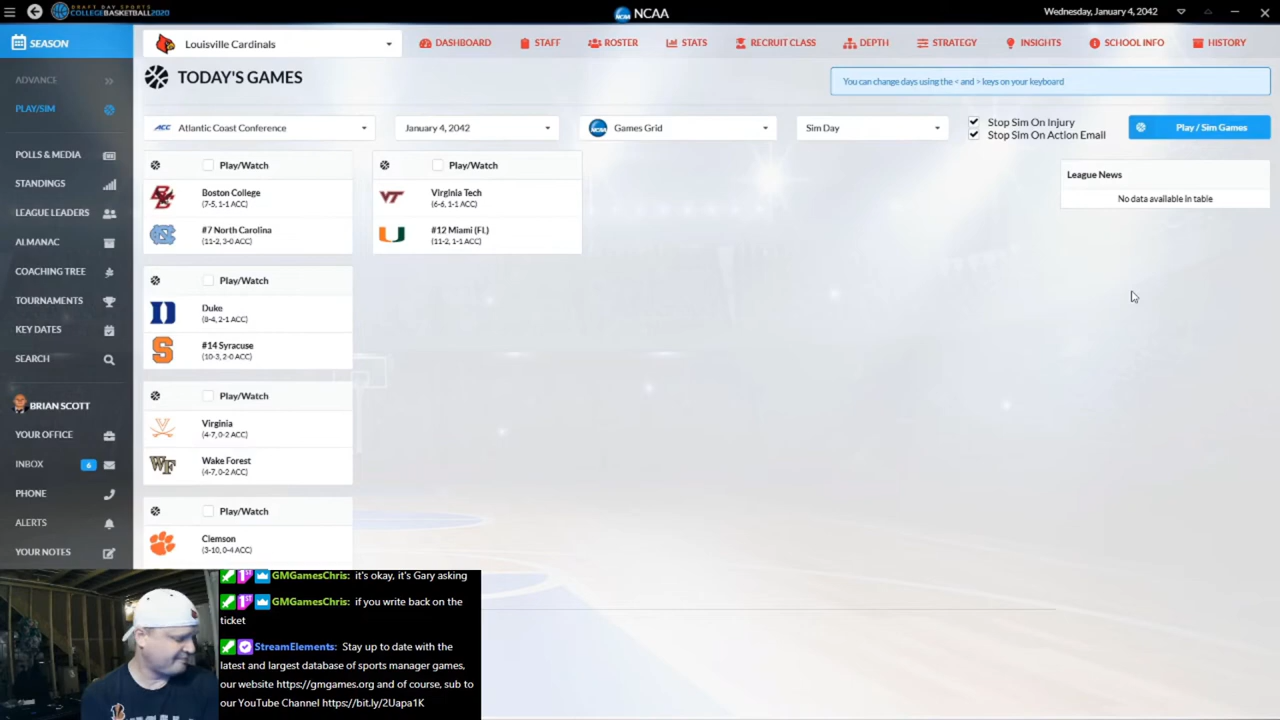 DRAFT DAY SPORTS
COLLEGE BASKETBALL 2020
NCAA
Wednesday, January 4, 2042
SEASON
Louisville Cardinals
DASHBOARD
STAFF
ROSTER
STATS
RECRUIT CLASS
DEPTH
STRATEGY
INSIGHTS
SCHOOL INFO
HISTORY
ADVANCE
PLAY/SIM
POLLS & MEDIA
STANDINGS
LEAGUE LEADERS
ALMANAC
COACHING TREE
TOURNAMENTS
KEY DATES
SEARCH
BRIAN SCOTT
YOUR OFFICE
INBOX 6
PHONE
ALERTS
YOUR NOTES
TODAY'S GAMES
You can change days using the < and > keys on your keyboard
ACC Atlantic Coast Conference
January 4, 2042
NCAA Games Grid
Sim Day
Stop Sim On Injury
Stop Sim On Action Email
Play / Sim Games
Play/Watch
Boston College
(7-5, 1-1 ACC)
#7 North Carolina
(11-2, 3-0 ACC)
Play/Watch
Virginia Tech
(6-6, 1-1 ACC)
#12 Miami (FL)
(11-2, 1-1 ACC)
Play/Watch
Duke
(8-4, 2-1 ACC)
#14 Syracuse
(10-3, 2-0 ACC)
Play/Watch
Virginia
(4-7, 0-2 ACC)
Wake Forest
(4-7, 0-2 ACC)
Play/Watch
Clemson
(3-10, 0-4 ACC)
League News
No data available in table
GMGamesChris: it's okay, it's Gary asking
GMGamesChris: if you write back on the
ticket
StreamElements: Stay up to date with the
latest and largest database of sports manager games,
our website https://gmgames.org and of course, sub to
our YouTube Channel https://bit.ly/2Uapa1K